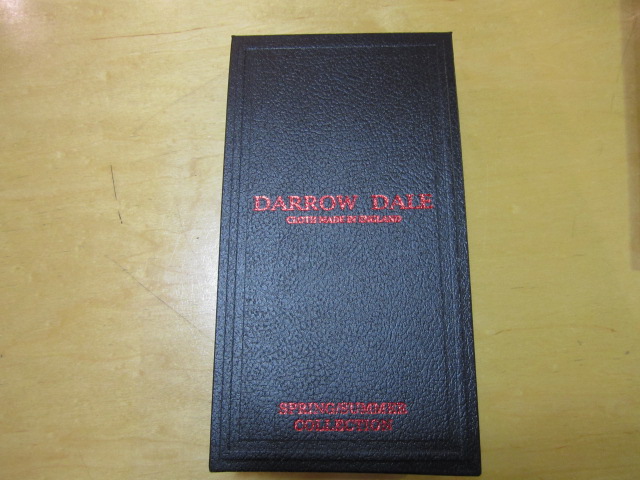 DARROW DALE
CLOTH MADE IN ENGLAND
SPRING/SUMMER
COLLECTION